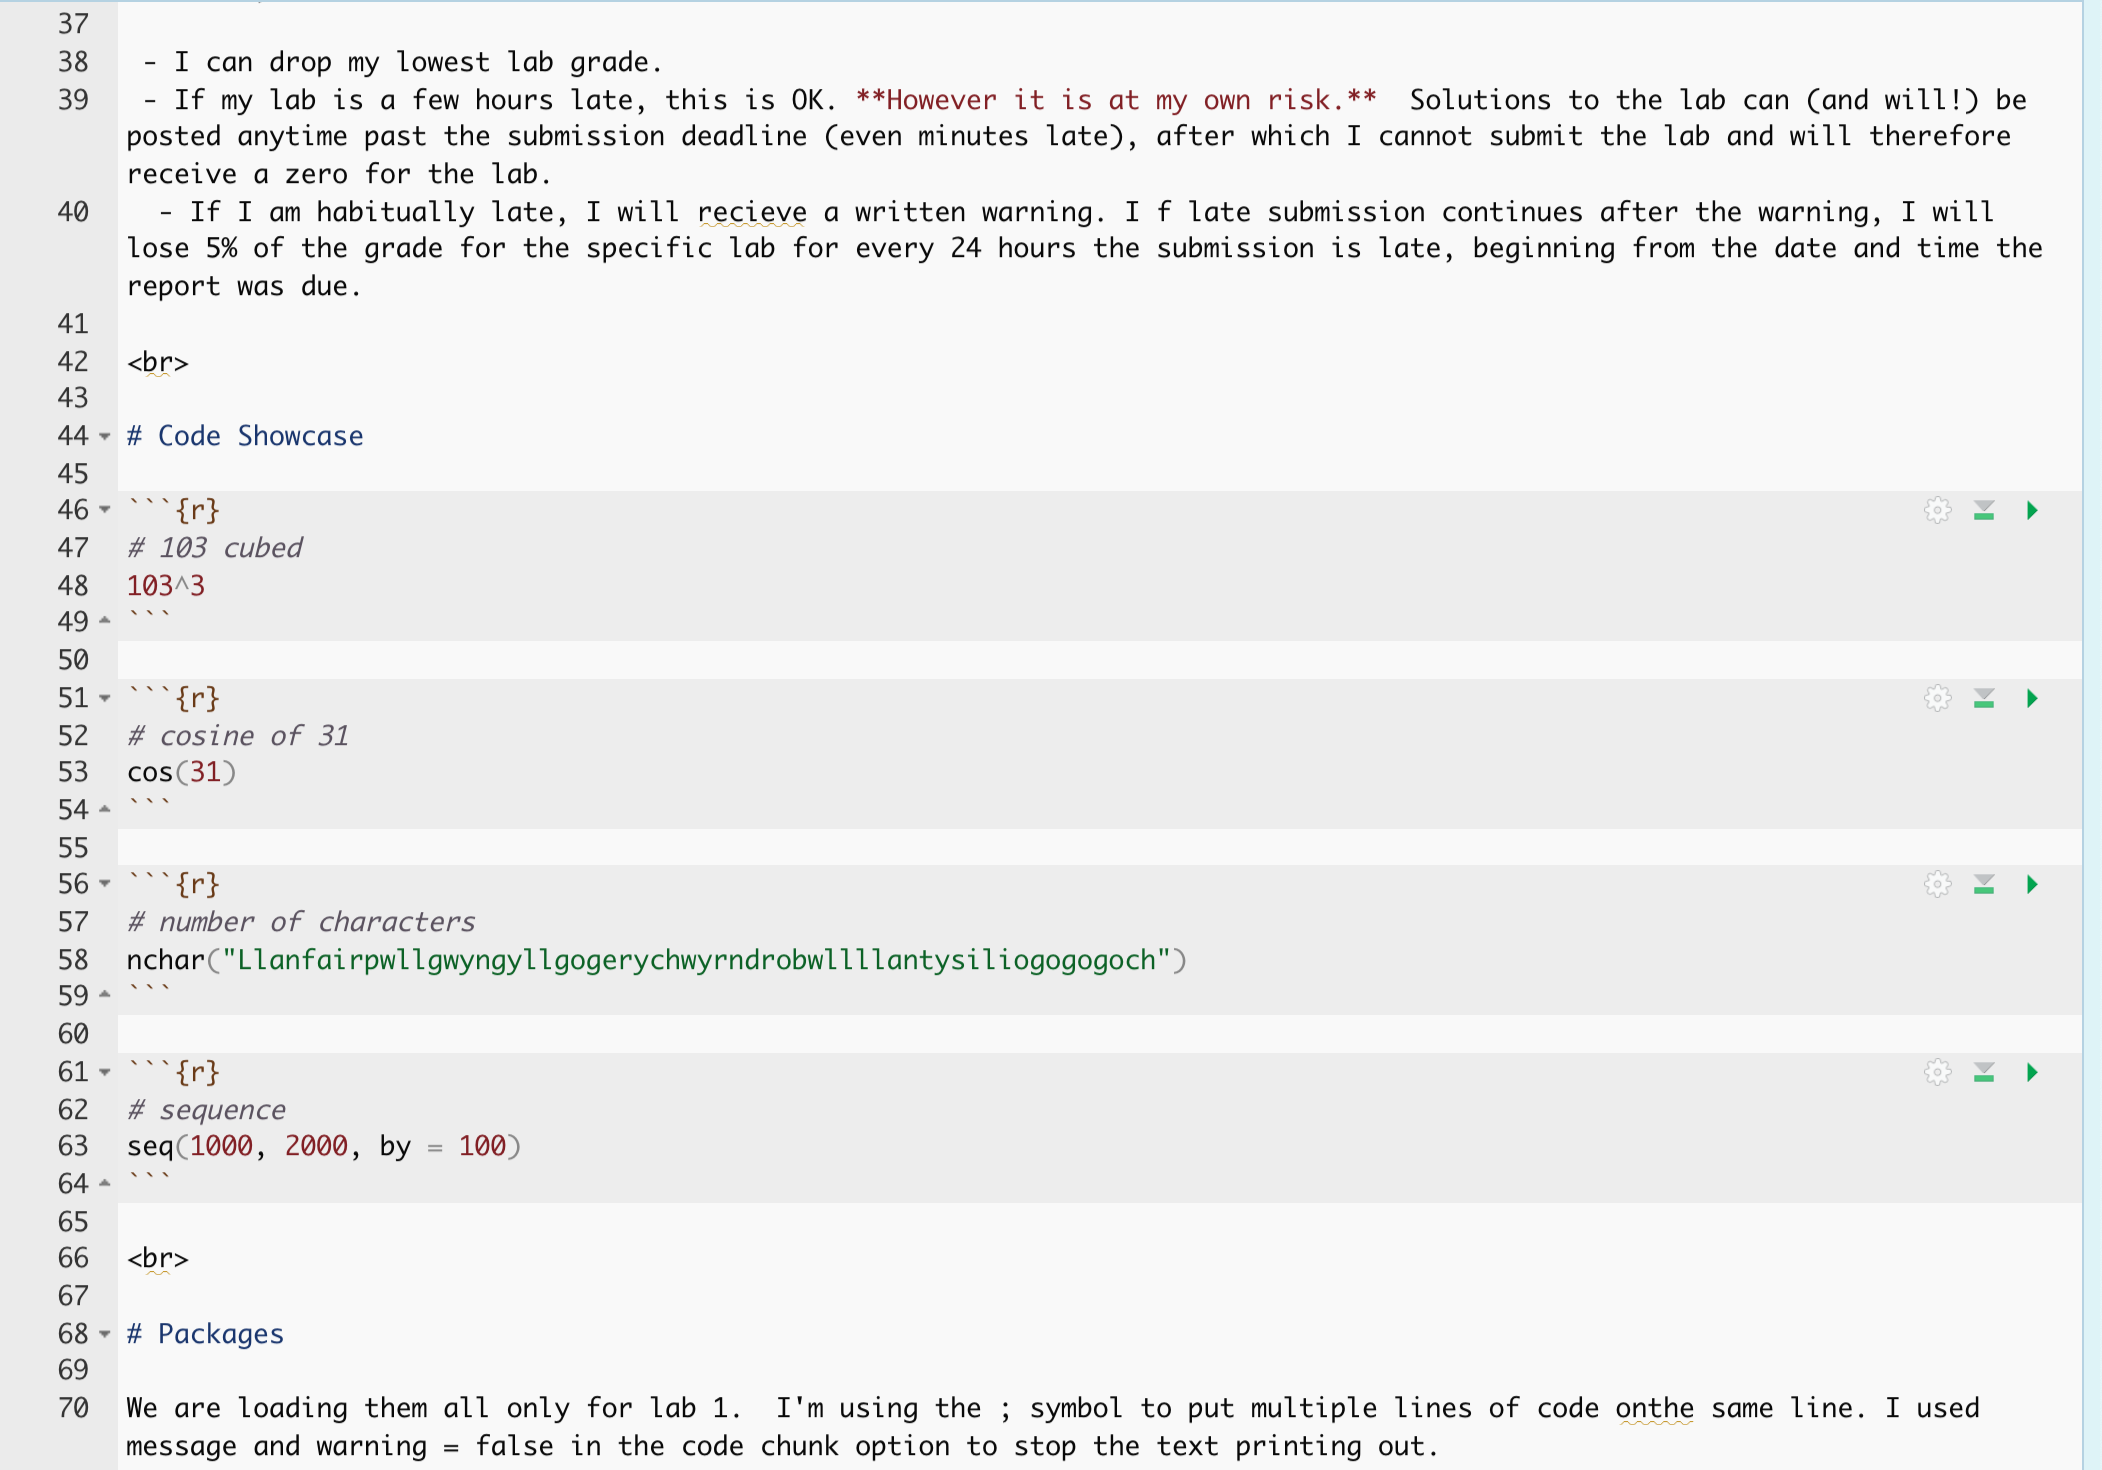 37
38  - I can drop my lowest lab grade.
39  - If my lab is a few hours late, this is OK. **However it is at my own risk.**  Solutions to the lab can (and will!) be
posted anytime past the submission deadline (even minutes late), after which I cannot submit the lab and will therefore
receive a zero for the lab.
40   - If I am habitually late, I will recieve a written warning. I f late submission continues after the warning, I will
lose 5% of the grade for the specific lab for every 24 hours the submission is late, beginning from the date and time the
report was due.
41
42 <br>
43
44 # Code Showcase
45
46 ```{r}
47 # 103 cubed
48 103^3
49 ```
50
51 ```{r}
52 # cosine of 31
53 cos(31)
54 ```
55
56 ```{r}
57 # number of characters
58 nchar("Llanfairpwllgwyngyllgogerychwyrndrobwllllantysiliogogogoch")
59 ```
60
61 ```{r}
62 # sequence
63 seq(1000, 2000, by = 100)
64 ```
65
66 <br>
67
68 # Packages
69
70 We are loading them all only for lab 1.  I'm using the ; symbol to put multiple lines of code onthe same line. I used
message and warning = false in the code chunk option to stop the text printing out.